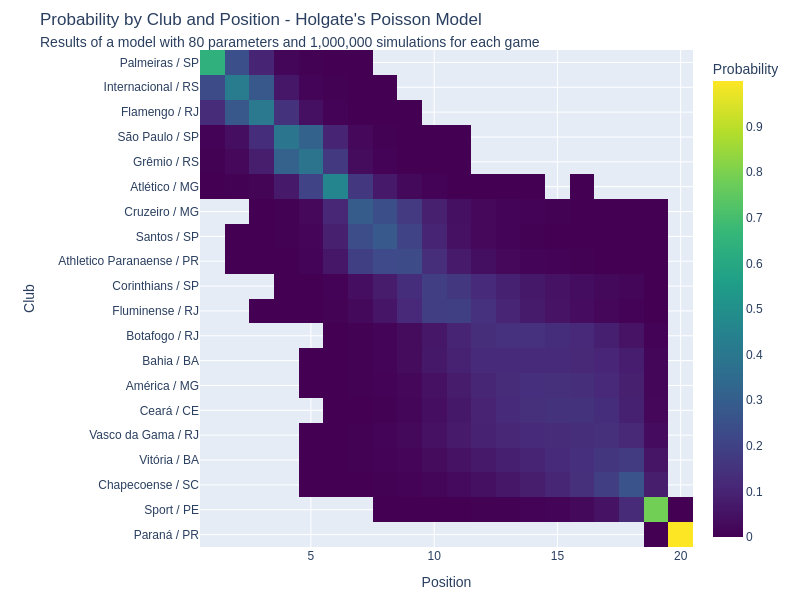 Probability by Club and Position - Holgate's Poisson Model
Results of a model with 80 parameters and 1,000,000 simulations for each game
Probability
Palmeiras / SP
Internacional / RS
Flamengo / RJ
São Paulo / SP
Grêmio / RS
Atlético / MG
Cruzeiro / MG
Santos / SP
Athletico Paranaense / PR
Corinthians / SP
Fluminense / RJ
Botafogo / RJ
Bahia / BA
América / MG
Ceará / CE
Vasco da Gama / RJ
Vitória / BA
Chapecoense / SC
Sport / PE
Paraná / PR
Club
5
10
15
20
Position
0.9
0.8
0.7
0.6
0.5
0.4
0.3
0.2
0.1
0